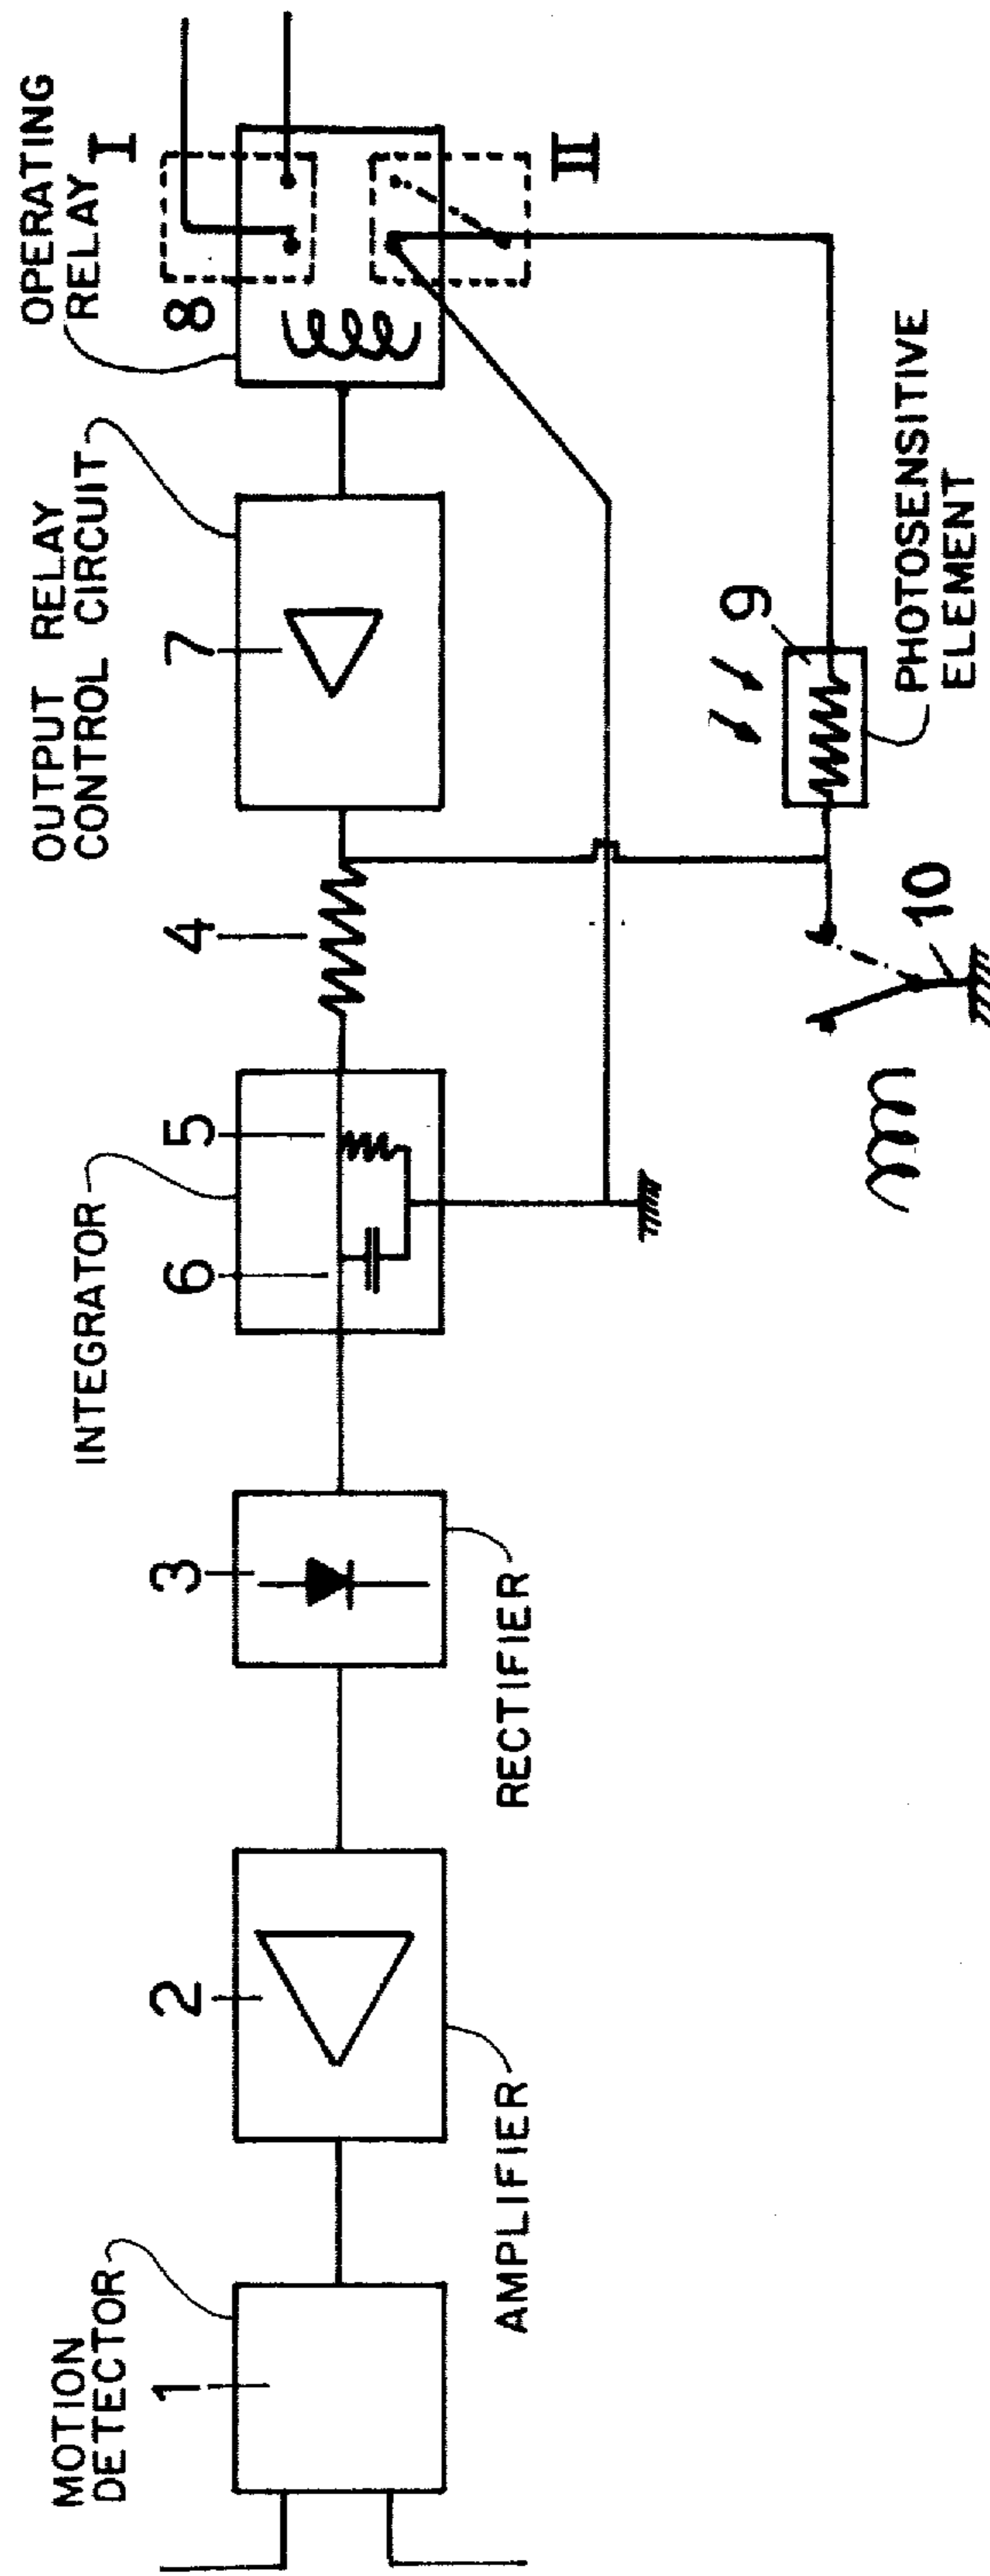 MOTION
DETECTOR
1
2
AMPLIFIER
3
RECTIFIER
INTEGRATOR
6
5
4
OUTPUT RELAY
CONTROL CIRCUIT
7
OPERATING
RELAY
8
I
II
9
PHOTOSENSITIVE
ELEMENT
10